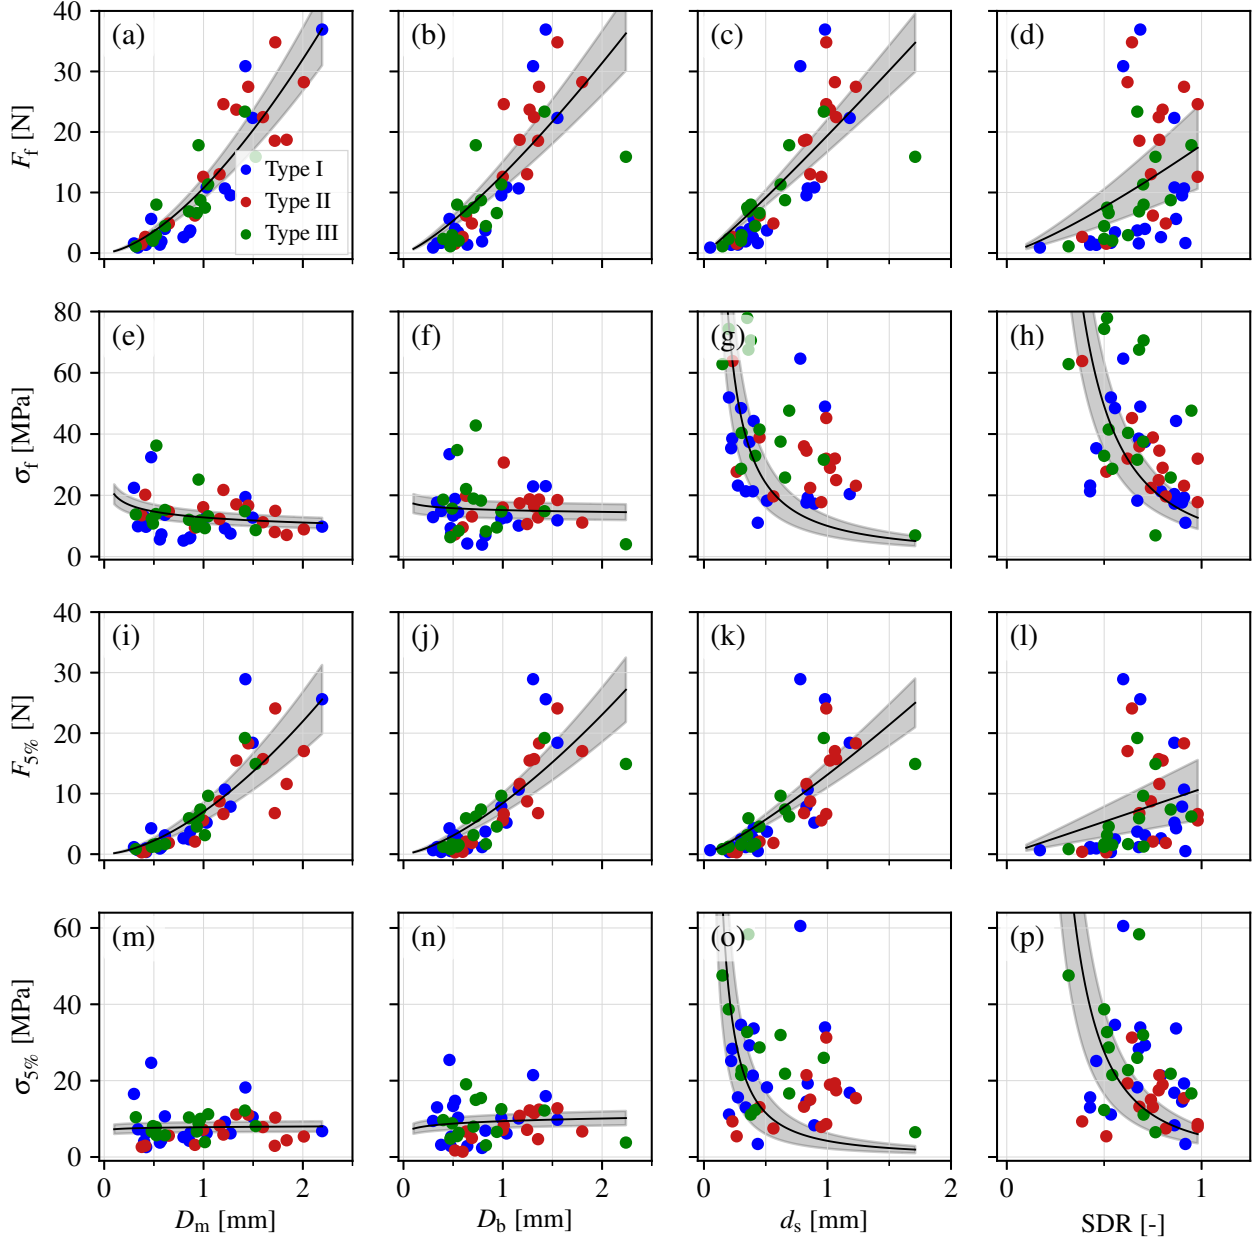 (a) (b) (c) (d)
40
30
20
10
0
F_f [N]
Type I
Type II
Type III
(e) (f) (g) (h)
80
60
40
20
0
σ_f [MPa]
(i) (j) (k) (l)
40
30
20
10
0
F_5% [N]
(m) (n) (o) (p)
60
40
20
0
σ_5% [MPa]
0 1 2 0 1 2 0 1 2 0 1
D_m [mm] D_b [mm] d_s [mm] SDR [-]